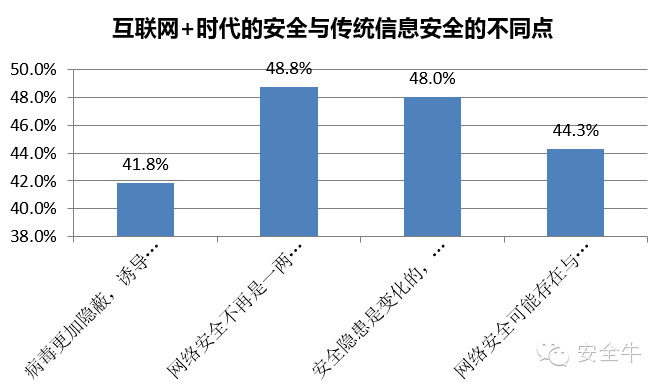 互联网+时代的安全与传统信息安全的不同点
50.0%
48.0%
46.0%
44.0%
42.0%
40.0%
38.0%
41.8%
48.8%
48.0%
44.3%
病毒更加隐蔽，诱导…
网络安全不再是一两…
安全隐患是变化的，…
网络安全可能存在与…
安全牛